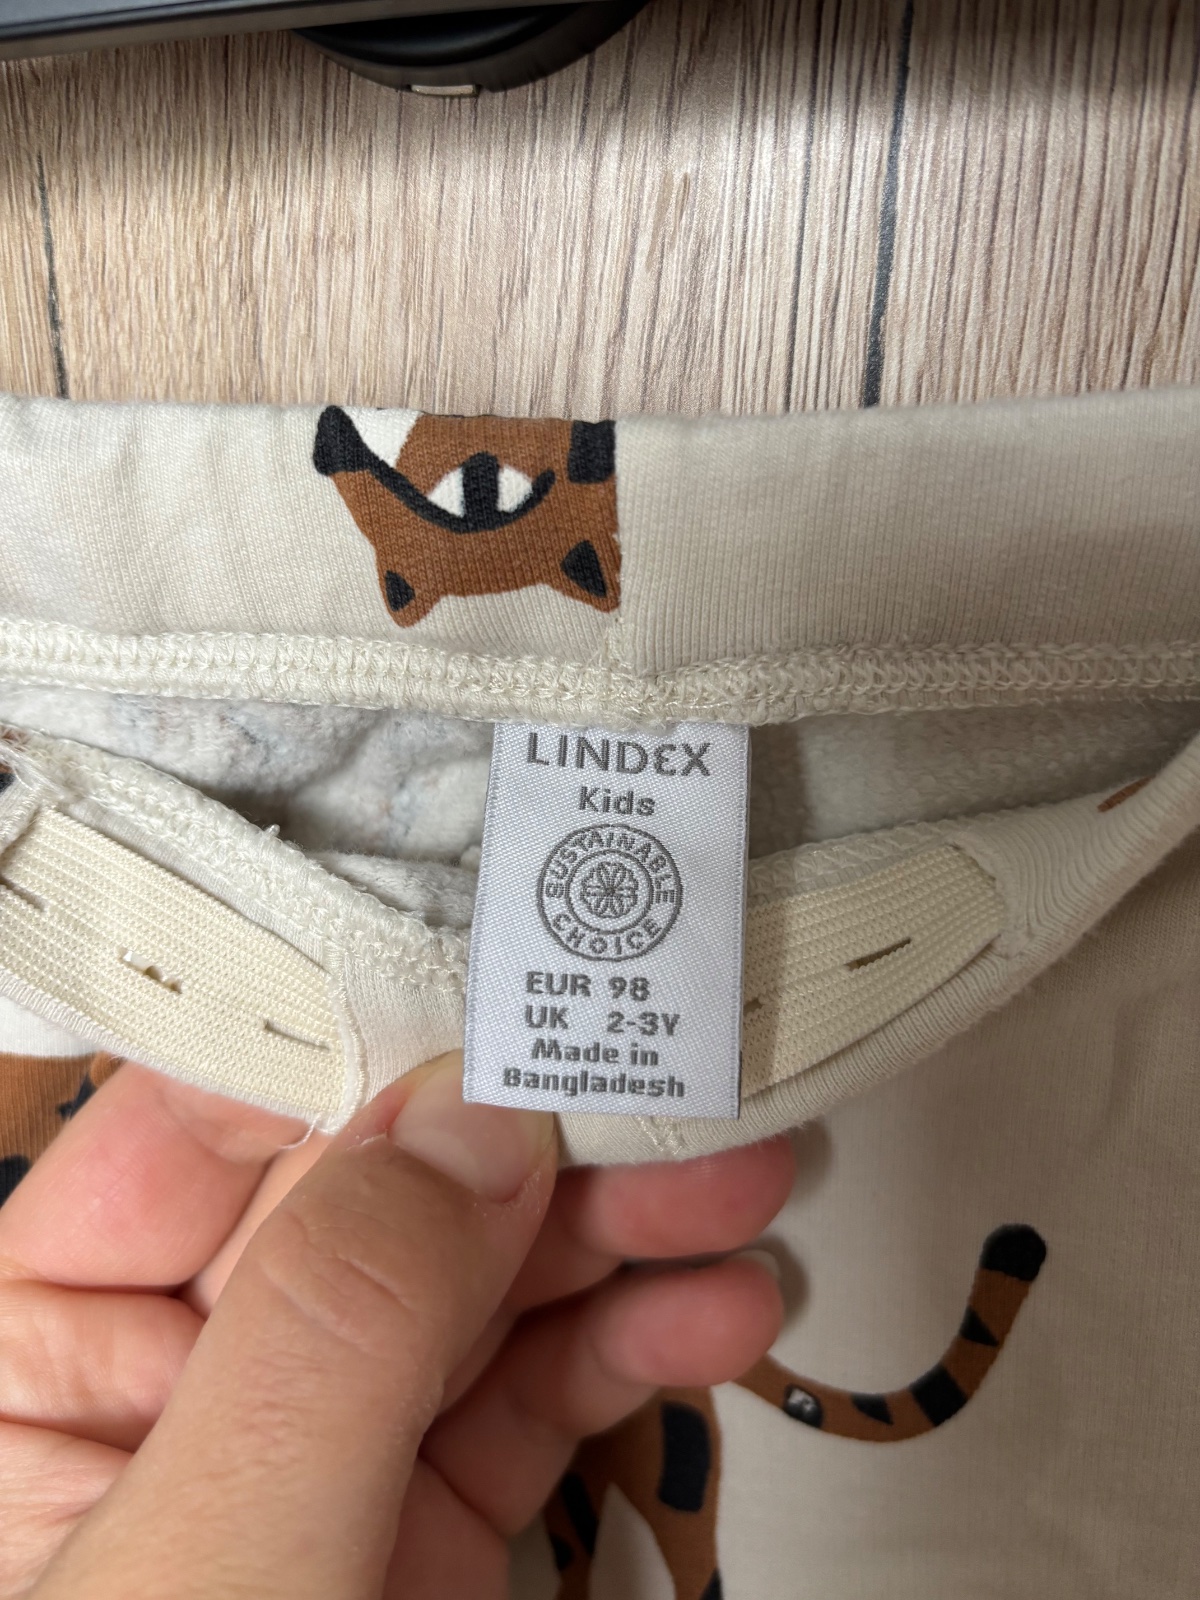 LINDEX
Kids
SUSTAINABLE
CHOICE
EUR 98
UK 2-3Y
Made in
Bangladesh